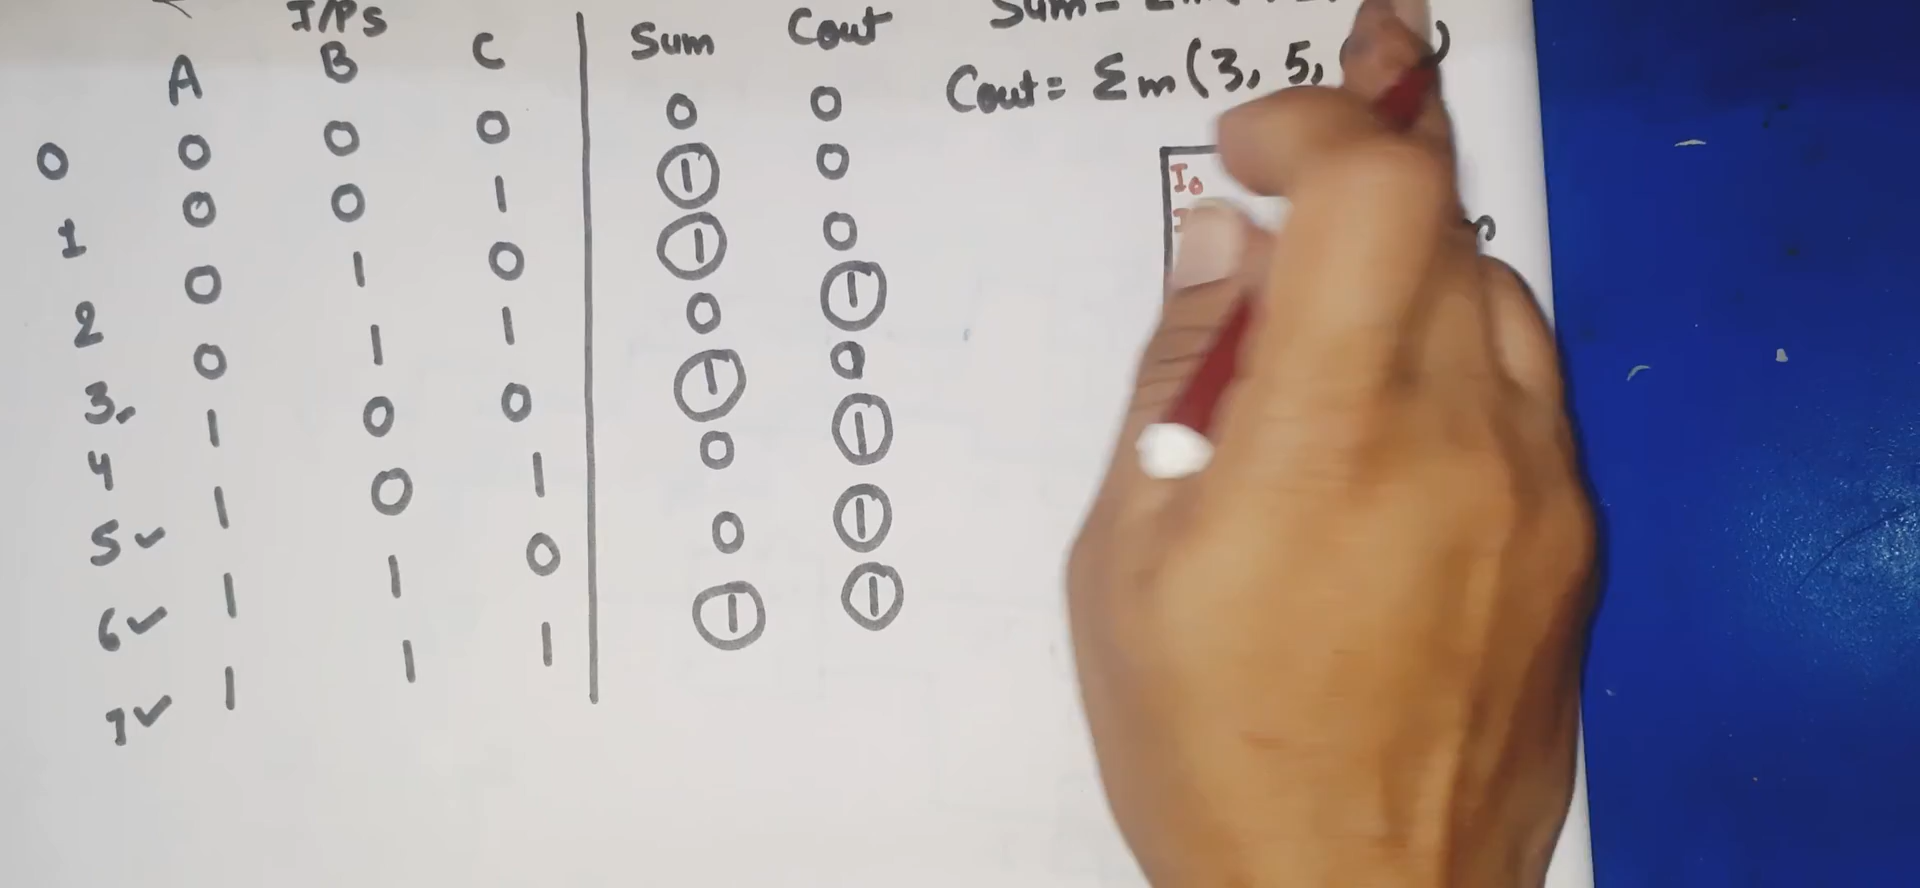 I/Ps
A B C Sum Cout
0 0 0 0 0 0
1 0 0 1 1 0
2 0 1 0 1 0
3. 0 1 1 0 1
4 1 0 0 1 0
5✓ 1 0 1 0 1
6✓ 1 1 0 0 1
7✓ 1 1 1 1 1
Sum= Σm(
Cout= Σm(3, 5, )
I0